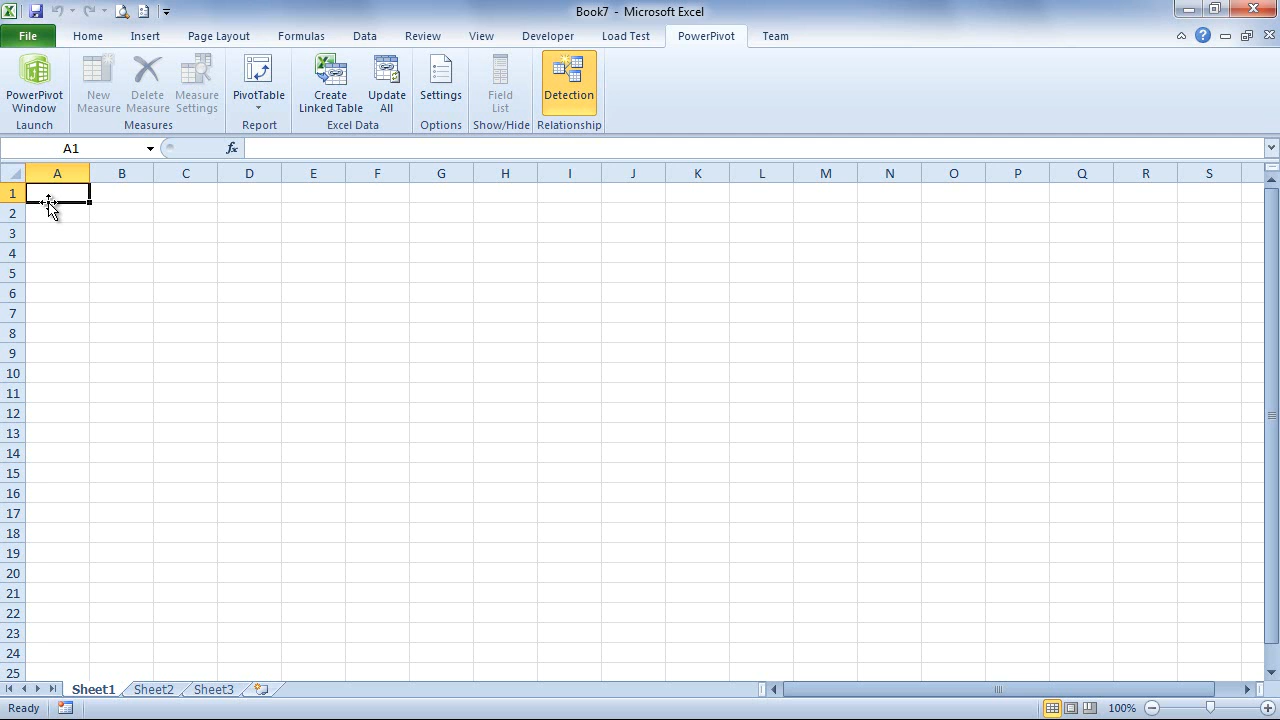 Book7 - Microsoft Excel
File Home Insert Page Layout Formulas Data Review View Developer Load Test PowerPivot Team
PowerPivot Window
New Measure
Delete Measure
Measure Settings
PivotTable
Create Linked Table
Update All
Settings
Field List
Detection
Launch Measures Report Excel Data Options Show/Hide Relationship
A1 fx
A B C D E F G H I J K L M N O P Q R S
1
2
3
4
5
6
7
8
9
10
11
12
13
14
15
16
17
18
19
20
21
22
23
24
25
Sheet1 Sheet2 Sheet3
Ready 100%